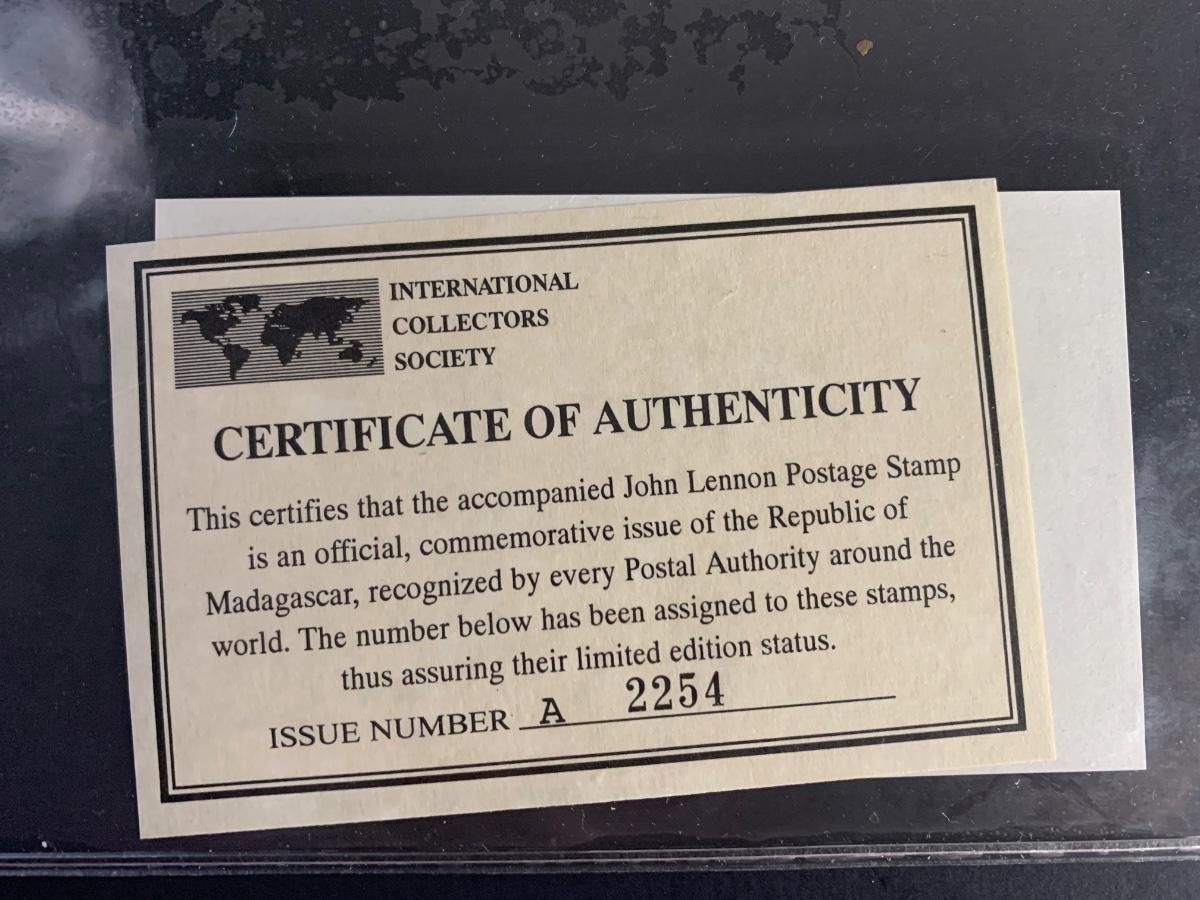 INTERNATIONAL
COLLECTORS
SOCIETY
CERTIFICATE OF AUTHENTICITY
This certifies that the accompanied John Lennon Postage Stamp
is an official, commemorative issue of the Republic of
Madagascar, recognized by every Postal Authority around the
world. The number below has been assigned to these stamps,
thus assuring their limited edition status.
ISSUE NUMBER A 2254